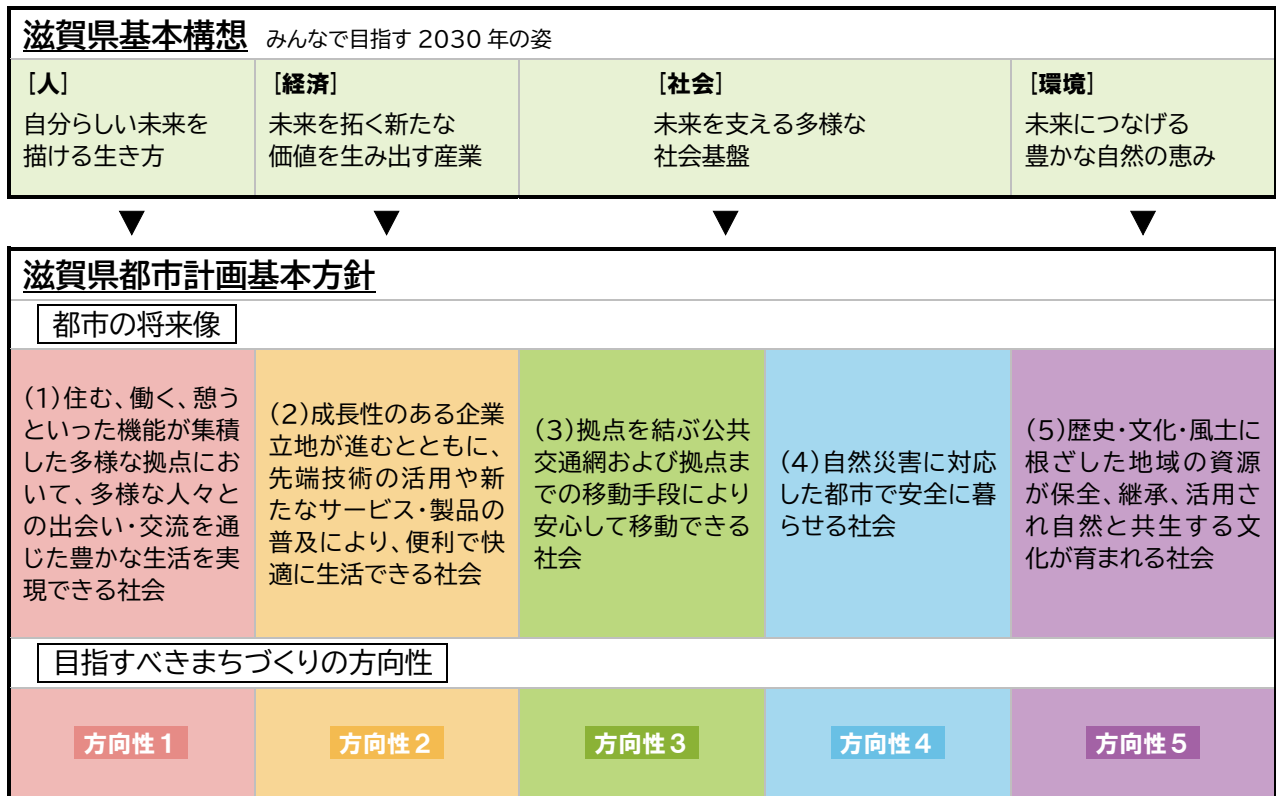 滋賀県基本構想 みんなで目指す 2030 年の姿
[人]
自分らしい未来を
描ける生き方
[経済]
未来を拓く新たな
価値を生み出す産業
[社会]
未来を支える多様な
社会基盤
[環境]
未来につなげる
豊かな自然の恵み
▼ ▼ ▼ ▼
滋賀県都市計画基本方針
都市の将来像
(1)住む、働く、憩う
といった機能が集積
した多様な拠点にお
いて、多様な人々と
の出会い・交流を通
じた豊かな生活を実
現できる社会
(2)成長性のある企業
立地が進むとともに、
先端技術の活用や新
たなサービス・製品の
普及により、便利で快
適に生活できる社会
(3)拠点を結ぶ公共
交通網および拠点ま
での移動手段により
安心して移動できる
社会
(4)自然災害に対応
した都市で安全に暮
らせる社会
(5)歴史・文化・風土に
根ざした地域の資源
が保全、継承、活用さ
れ自然と共生する文
化が育まれる社会
目指すべきまちづくりの方向性
方向性1
方向性2
方向性3
方向性4
方向性5